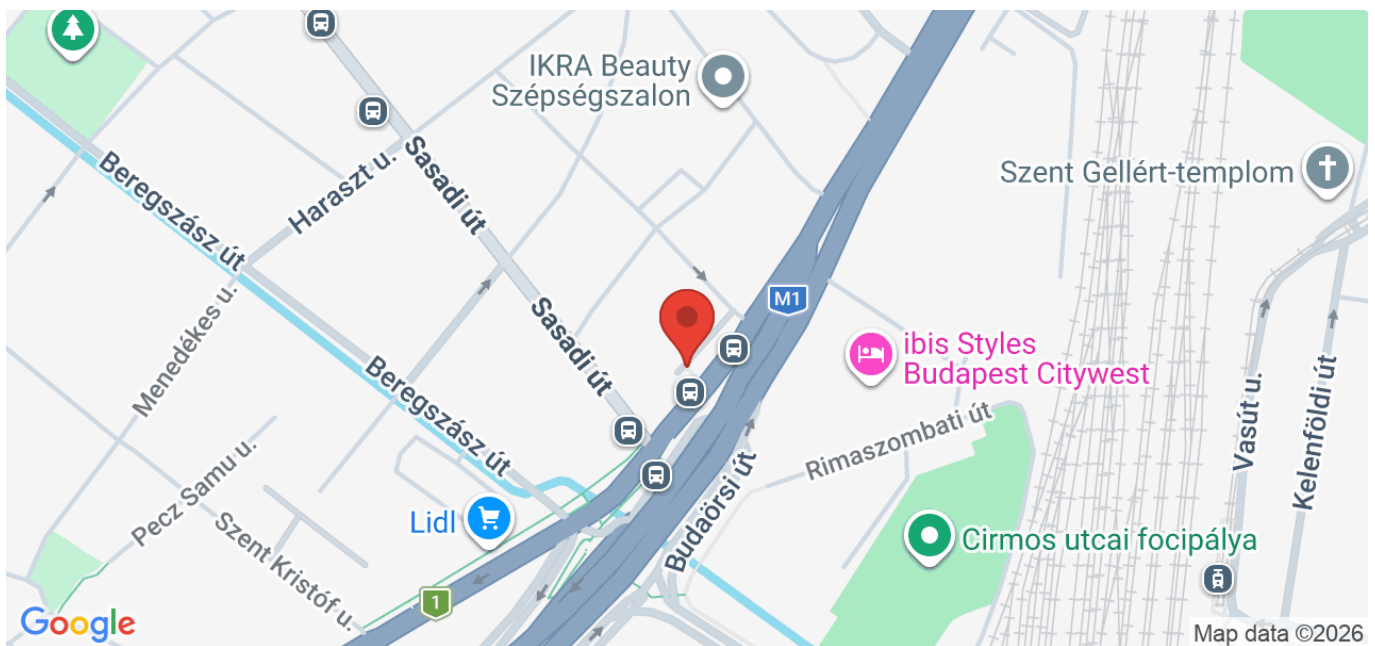 IKRA Beauty
Szépségszalon
Sasadi út
Haraszt u.
Beregszász út
Szent Gellért-templom
M1
Menedékes u.
Sasadi út
ibis Styles
Budapest Citywest
Beregszász út
Rimaszombati út
Vasút u.
Kelenföldi út
Pecz Samu u.
Lidl
Budaörsi út
Szent Kristóf u.
Cirmos utcai focipálya
1
Google
Map data ©2026